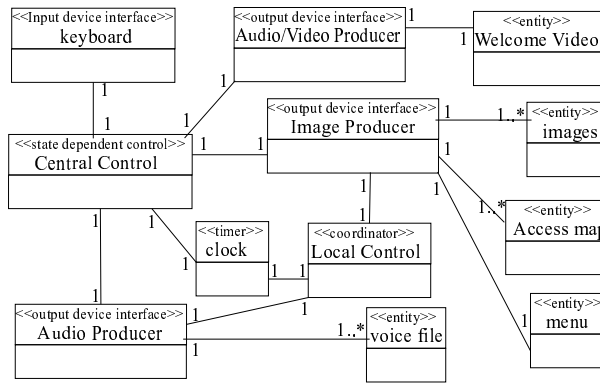 <<Input device interface>>
keyboard
<<output device interface>>
Audio/Video Producer
1
1
<<entity>>
Welcome Video
1
1
1
1
<<state dependent control>>
Central Control
1
1
<<output device interface>>
Image Producer
1
1..*
<<entity>>
images
1
1
1
1
1..*
<<entity>>
Access map
1
1
<<timer>>
clock
1
1
1
<<coordinator>>
Local Control
1
<<output device interface>>
Audio Producer
1
1
1
1..*
<<entity>>
voice file
1
<<entity>>
menu